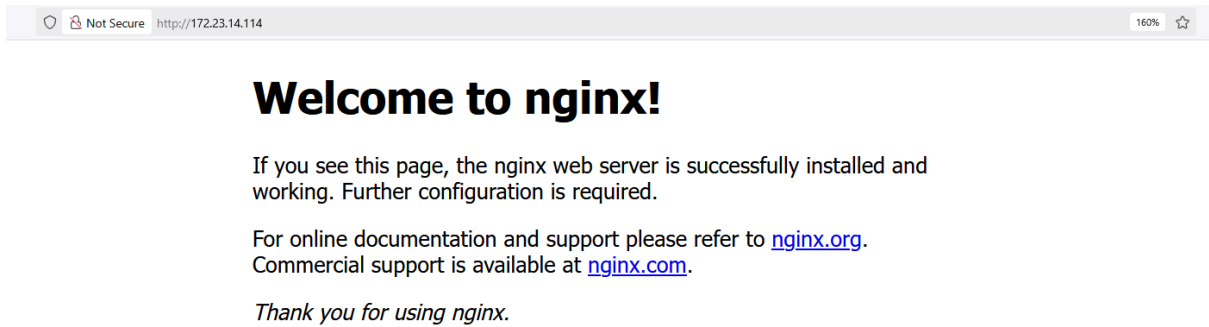 Not Secure http://172.23.14.114 160%
Welcome to nginx!
If you see this page, the nginx web server is successfully installed and
working. Further configuration is required.
For online documentation and support please refer to nginx.org.
Commercial support is available at nginx.com.
Thank you for using nginx.